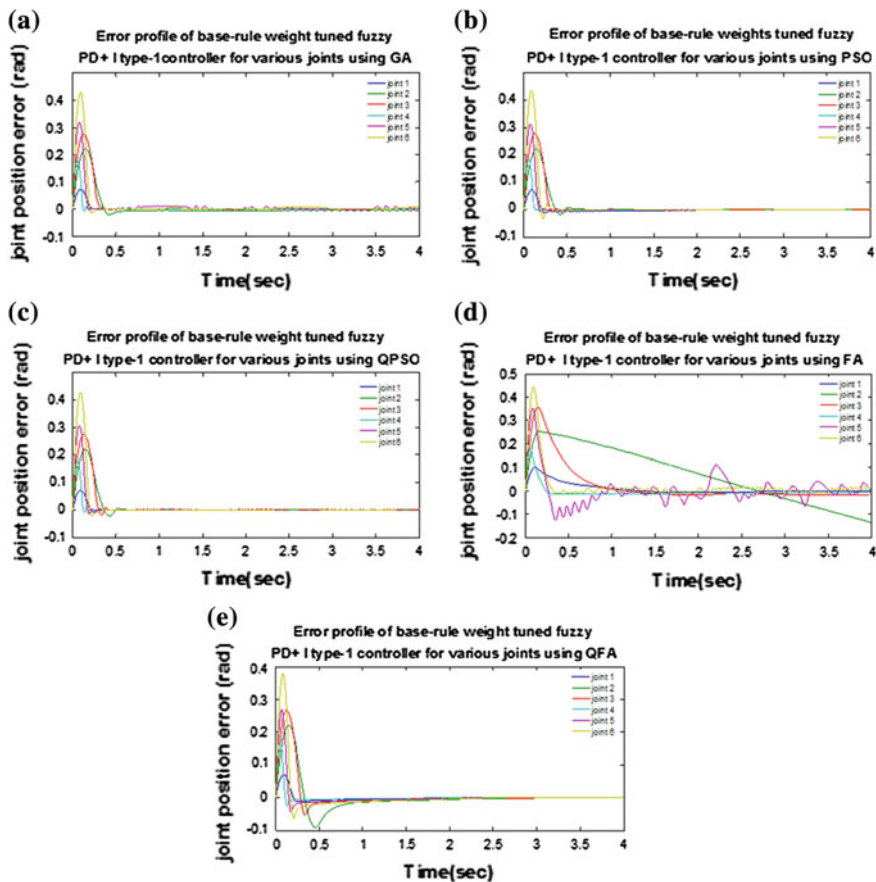 (a)
Error profile of base-rule weight tuned fuzzy
PD+ I type-1controller for various joints using GA
joint position error (rad)
0.4
0.3
0.2
0.1
0
-0.1
0
0.5
1
1.5
2
2.5
3
3.5
4
Time(sec)
joint 1
joint 2
joint 3
joint 4
joint 5
joint 6
(b)
Error profile of base-rule weights tuned fuzzy
PD+ I type-1 controller for various joints using PSO
joint position error (rad)
0.4
0.3
0.2
0.1
0
-0.1
0
0.5
1
1.5
2
2.5
3
3.5
4
Time(sec)
joint 1
joint 2
joint 3
joint 4
joint 5
joint 6
(c)
Error profile of base-rule weight tuned fuzzy
PD+ I type-1 controller for various joints using QPSO
joint position error (rad)
0.5
0.4
0.3
0.2
0.1
0
-0.1
0
0.5
1
1.5
2
2.5
3
3.5
4
Time(sec)
joint 1
joint 2
joint 3
joint 4
joint 5
joint 6
(d)
Error profile of base-rule weight tuned fuzzy
PD+ I type-1 controller for various joints using FA
joint position error (rad)
0.5
0.4
0.3
0.2
0.1
0
-0.1
-0.2
0
0.5
1
1.5
2
2.5
3
3.5
4
Time(sec)
joint 1
joint 2
joint 3
joint 4
joint 5
joint 6
(e)
Error profile of base-rule weight tuned fuzzy
PD+ I type-1 controller for various joints using QFA
joint position error (rad)
0.4
0.3
0.2
0.1
0
-0.1
0
0.5
1
1.5
2
2.5
3
3.5
4
Time(sec)
joint 1
joint 2
joint 3
joint 4
joint 5
joint 6